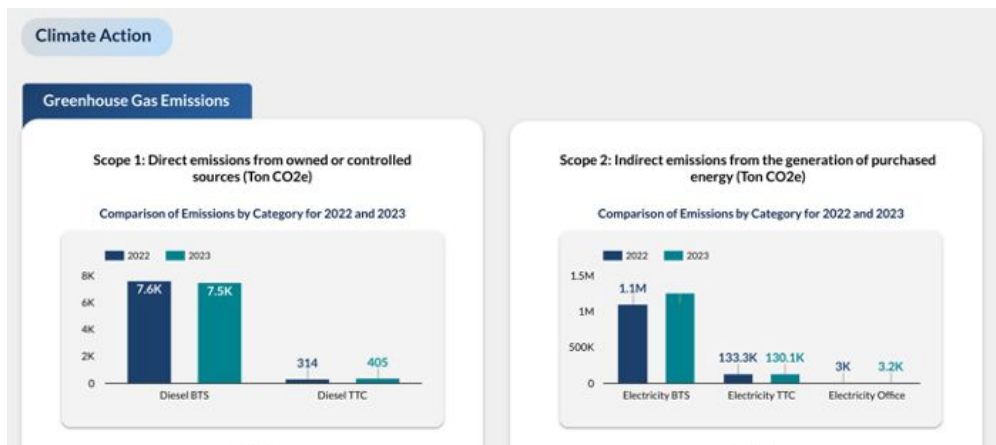 Climate Action
Greenhouse Gas Emissions
Scope 1: Direct emissions from owned or controlled
sources (Ton CO2e)
Comparison of Emissions by Category for 2022 and 2023
2022 2023
8K
6K
4K
2K
0
7.6K 7.5K
314 405
Diesel BTS Diesel TTC
Scope 2: Indirect emissions from the generation of purchased
energy (Ton CO2e)
Comparison of Emissions by Category for 2022 and 2023
2022 2023
1.5M
1M
500K
0
1.1M
133.3K 130.1K
3K 3.2K
Electricity BTS Electricity TTC Electricity Office